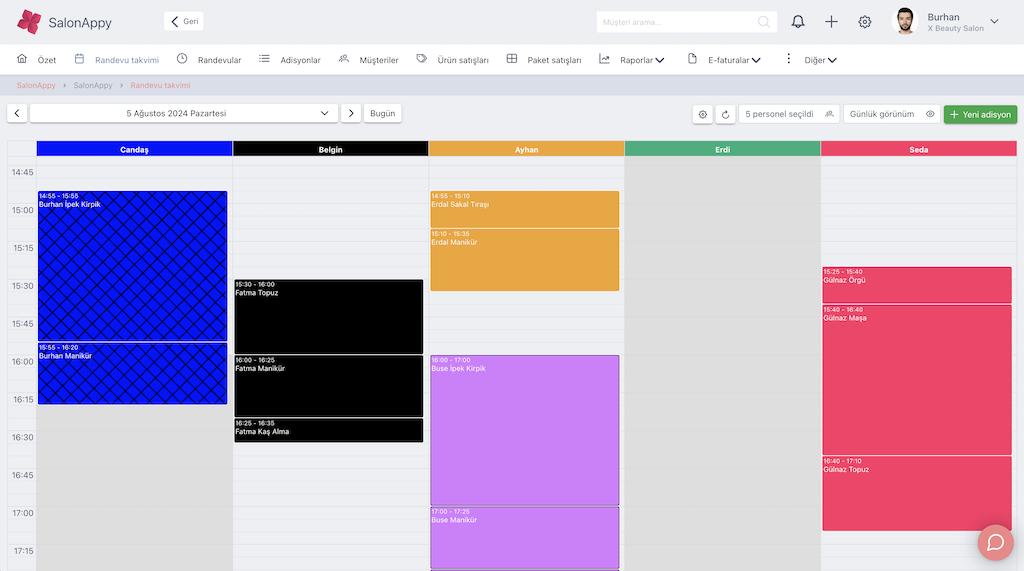 SalonAppy
Geri
Müşteri arama...
Burhan
X Beauty Salon
Özet
Randevu takvimi
Randevular
Adisyonlar
Müşteriler
Ürün satışları
Paket satışları
Raporlar
E-faturalar
Diğer
SalonAppy > SalonAppy > Randevu takvimi
5 Ağustos 2024 Pazartesi
Bugün
5 personel seçildi
Günlük görünüm
+ Yeni adisyon
Candaş
Belgin
Ayhan
Erdi
Seda
14:45
15:00
15:15
15:30
15:45
16:00
16:15
16:30
16:45
17:00
17:15
14:55 - 15:55
Burhan İpek Kirpik
15:55 - 16:20
Burhan Manikür
15:30 - 16:00
Fatma Topuz
16:00 - 16:25
Fatma Manikür
16:25 - 16:35
Fatma Kaş Alma
14:55 - 15:10
Erdal Sakal Tıraşı
15:10 - 15:35
Erdal Manikür
16:00 - 17:00
Buse İpek Kirpik
17:00 - 17:25
Buse Manikür
15:25 - 15:40
Gülnaz Örgü
15:40 - 16:40
Gülnaz Maşa
16:40 - 17:10
Gülnaz Topuz